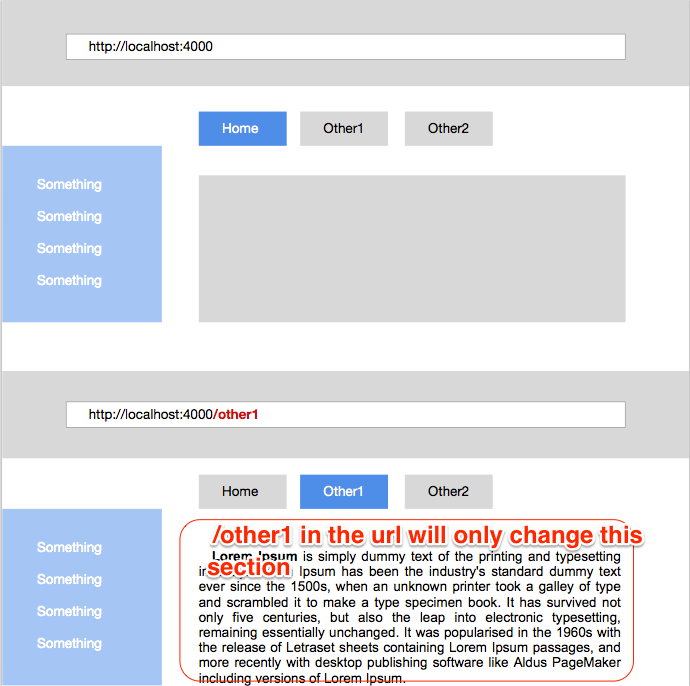 http://localhost:4000
Home Other1 Other2
Something
Something
Something
Something
http://localhost:4000/other1
Home Other1 Other2
Something
Something
Something
Something
/other1 in the url will only change this
section
Lorem Ipsum is simply dummy text of the printing and typesetting
Ipsum has been the industry's standard dummy text
ever since the 1500s, when an unknown printer took a galley of type
and scrambled it to make a type specimen book. It has survived not
only five centuries, but also the leap into electronic typesetting,
remaining essentially unchanged. It was popularised in the 1960s with
the release of Letraset sheets containing Lorem Ipsum passages, and
more recently with desktop publishing software like Aldus PageMaker
including versions of Lorem Ipsum.